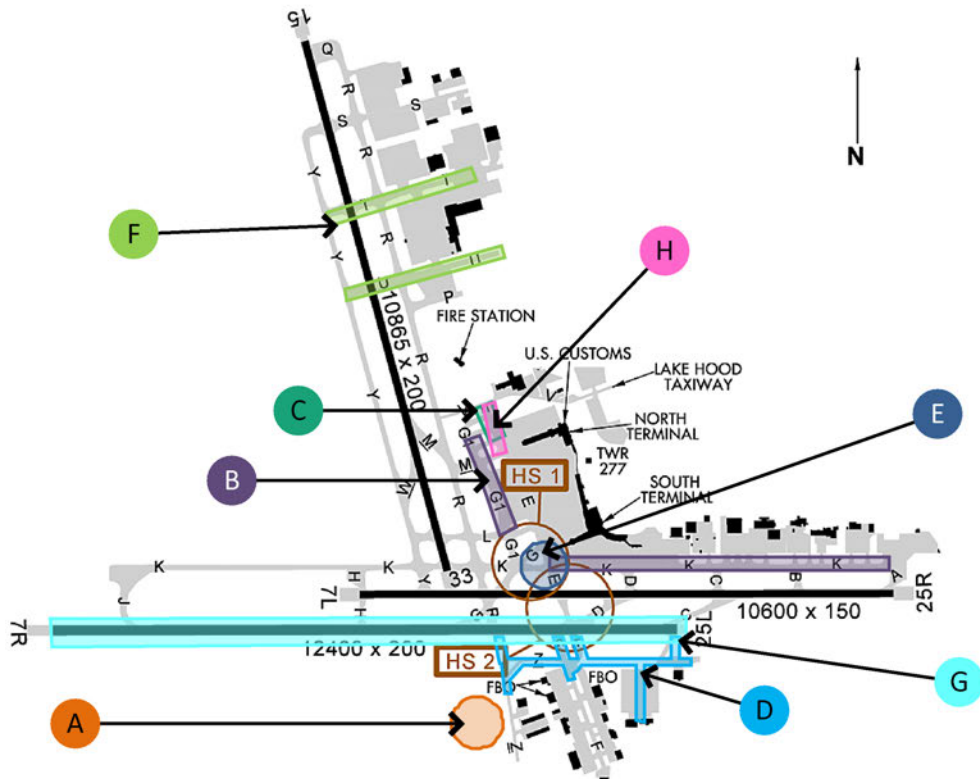 15
Q
R
S
S
R
N
Y
I
I
F
R
H
Y
U
U
P
10865 x 200
FIRE STATION
U.S. CUSTOMS
R
LAKE HOOD
TAXIWAY
V
Y
C
E
NORTH
TERMINAL
G1
M
TWR
277
M
B
HS 1
SOUTH
TERMINAL
E
G1
M
R
L
G1
G
K
K
K
E
D
K
C
B
K
A
H
Y
33
J
7L
H
R
G
10600 x 150
25R
7R
G
25L
12400 x 200
HS 2
Z
FBO
FBO
G
D
A
Z
F